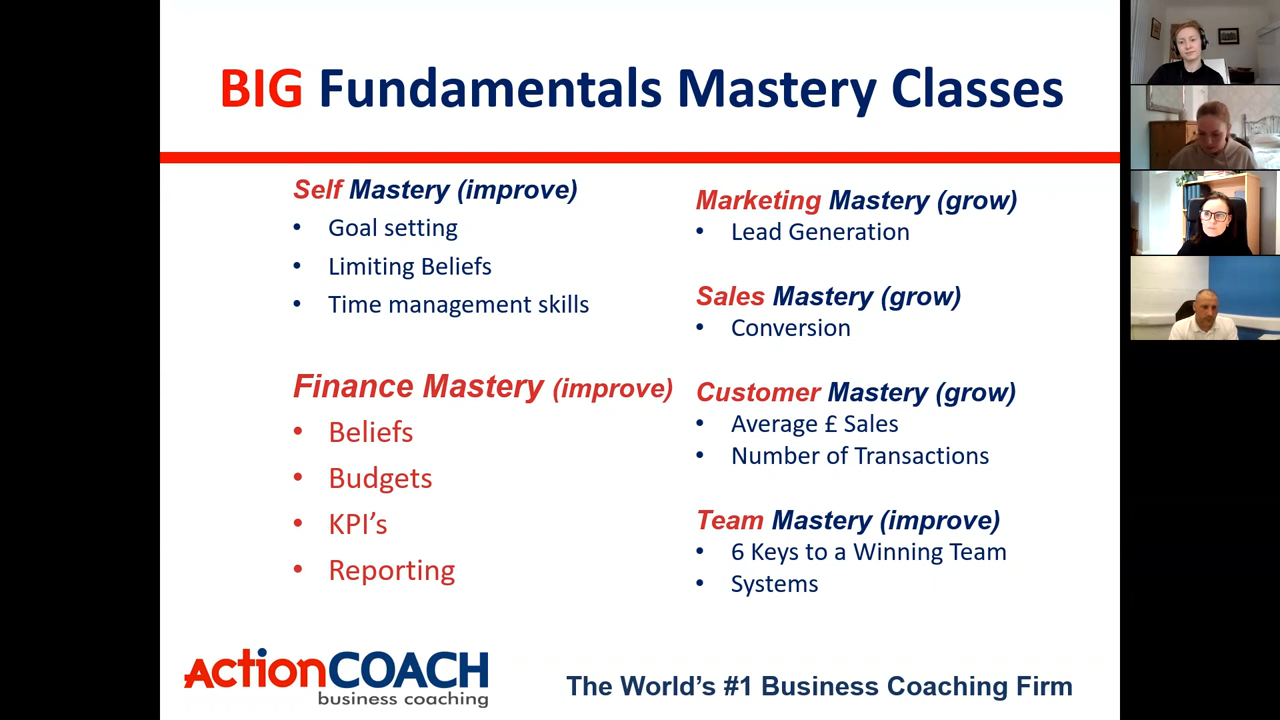 BIG Fundamentals Mastery Classes
Self Mastery (improve)
• Goal setting
• Limiting Beliefs
• Time management skills
Finance Mastery (improve)
• Beliefs
• Budgets
• KPI’s
• Reporting
Marketing Mastery (grow)
• Lead Generation
Sales Mastery (grow)
• Conversion
Customer Mastery (grow)
• Average £ Sales
• Number of Transactions
Team Mastery (improve)
• 6 Keys to a Winning Team
• Systems
ActionCOACH
business coaching
The World’s #1 Business Coaching Firm